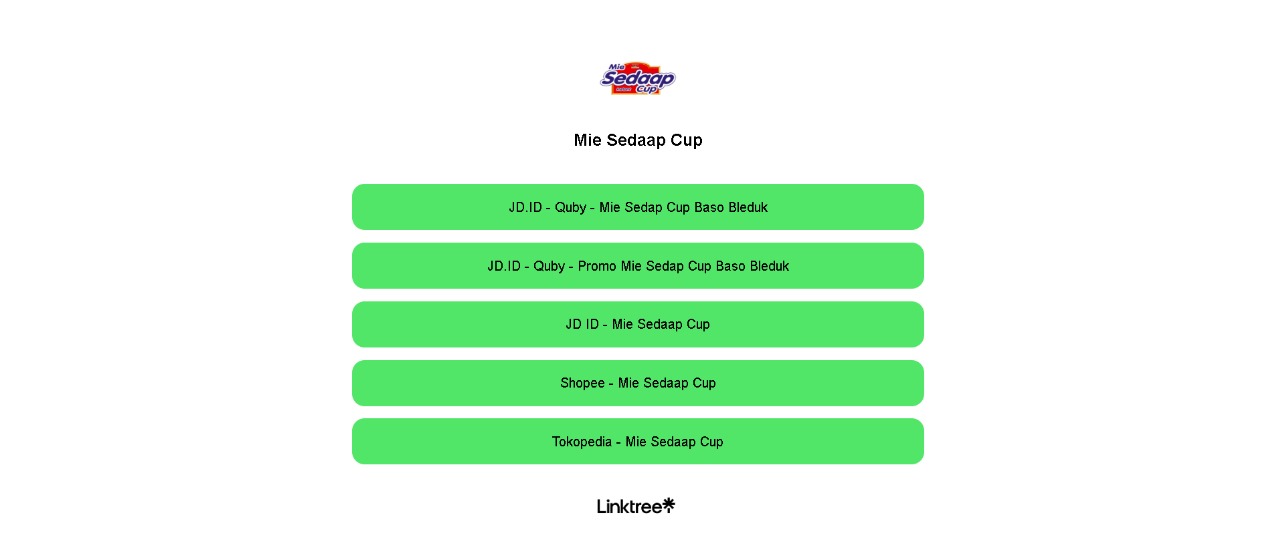 Mie
Sedaap
Cup
Mie Sedaap Cup
JD.ID - Quby - Mie Sedap Cup Baso Bleduk
JD.ID - Quby - Promo Mie Sedap Cup Baso Bleduk
JD ID - Mie Sedaap Cup
Shopee - Mie Sedaap Cup
Tokopedia - Mie Sedaap Cup
Linktree